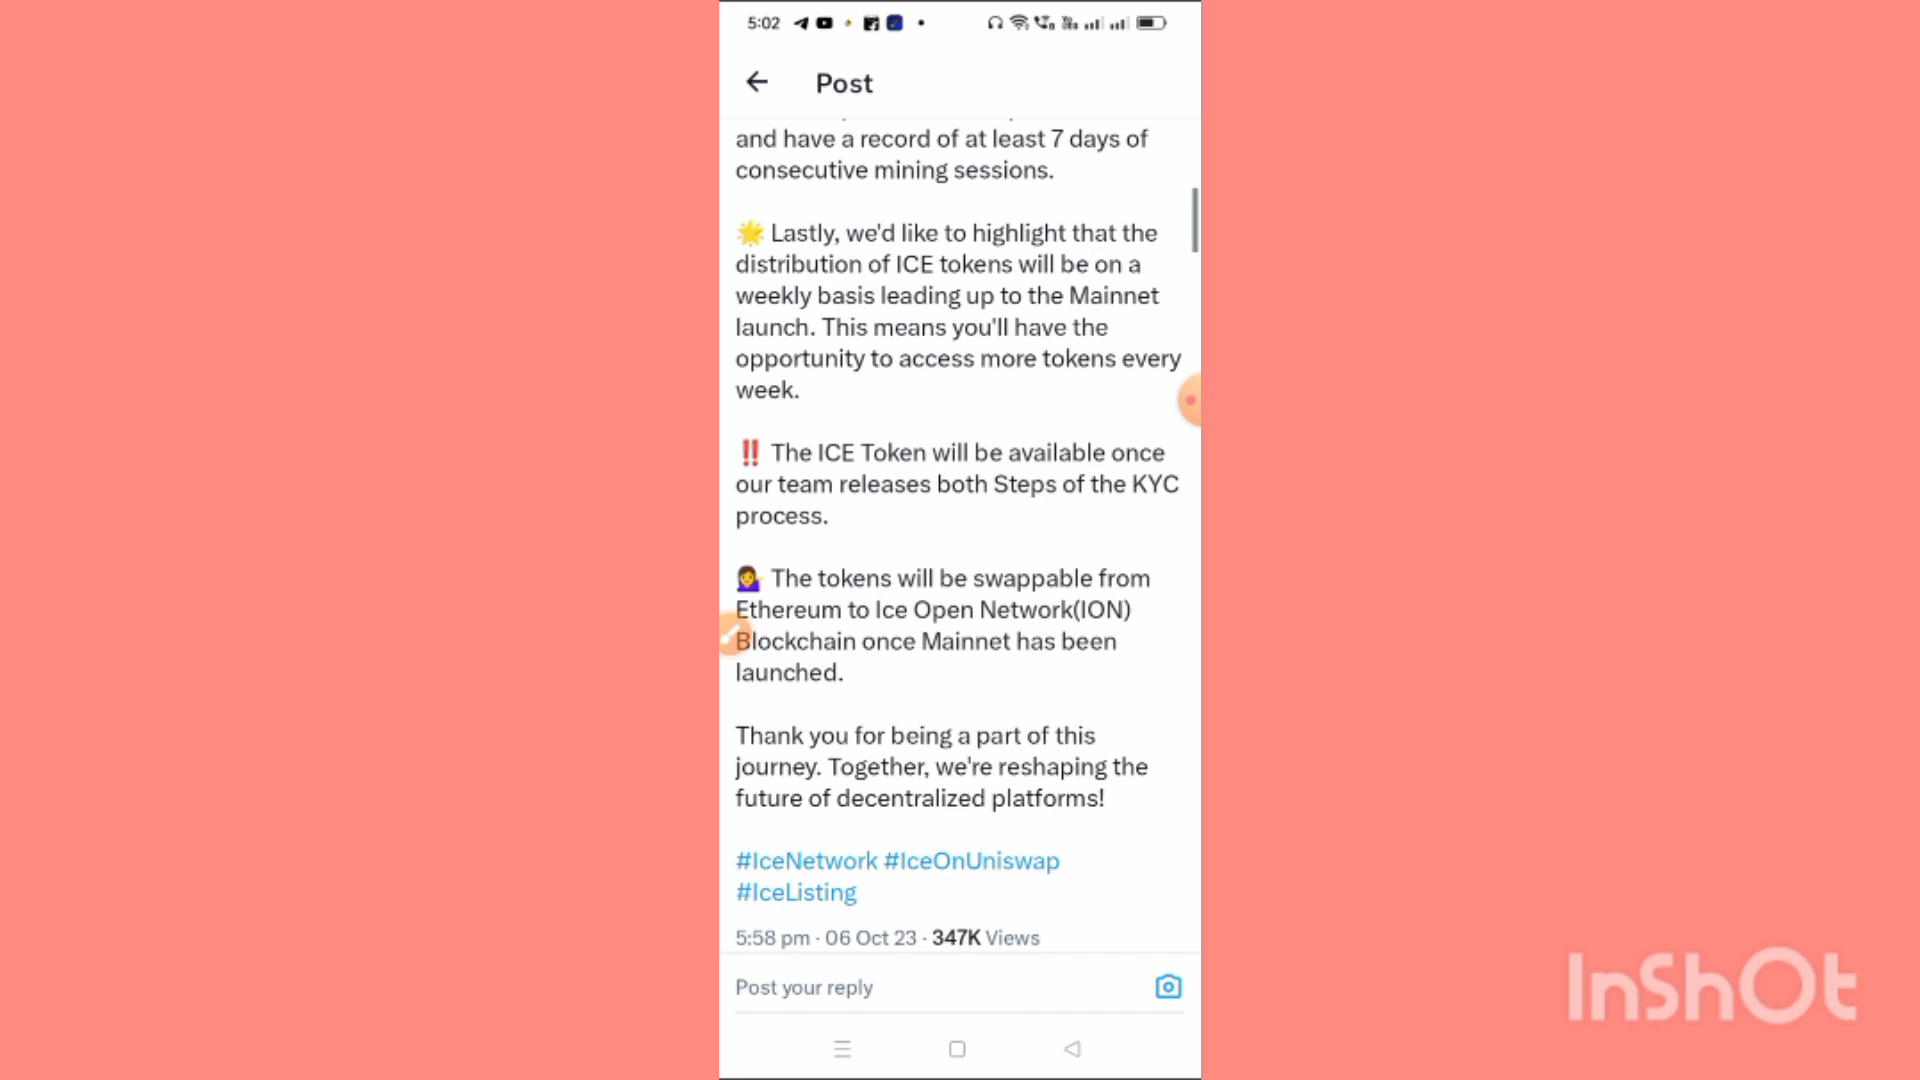 5:02
Post
and have a record of at least 7 days of
consecutive mining sessions.
🌟 Lastly, we'd like to highlight that the
distribution of ICE tokens will be on a
weekly basis leading up to the Mainnet
launch. This means you'll have the
opportunity to access more tokens every
week.
‼️ The ICE Token will be available once
our team releases both Steps of the KYC
process.
💁‍♀️ The tokens will be swappable from
Ethereum to Ice Open Network(ION)
Blockchain once Mainnet has been
launched.
Thank you for being a part of this
journey. Together, we're reshaping the
future of decentralized platforms!
#IceNetwork #IceOnUniswap
#IceListing
5:58 pm · 06 Oct 23 · 347K Views
Post your reply
InShOt